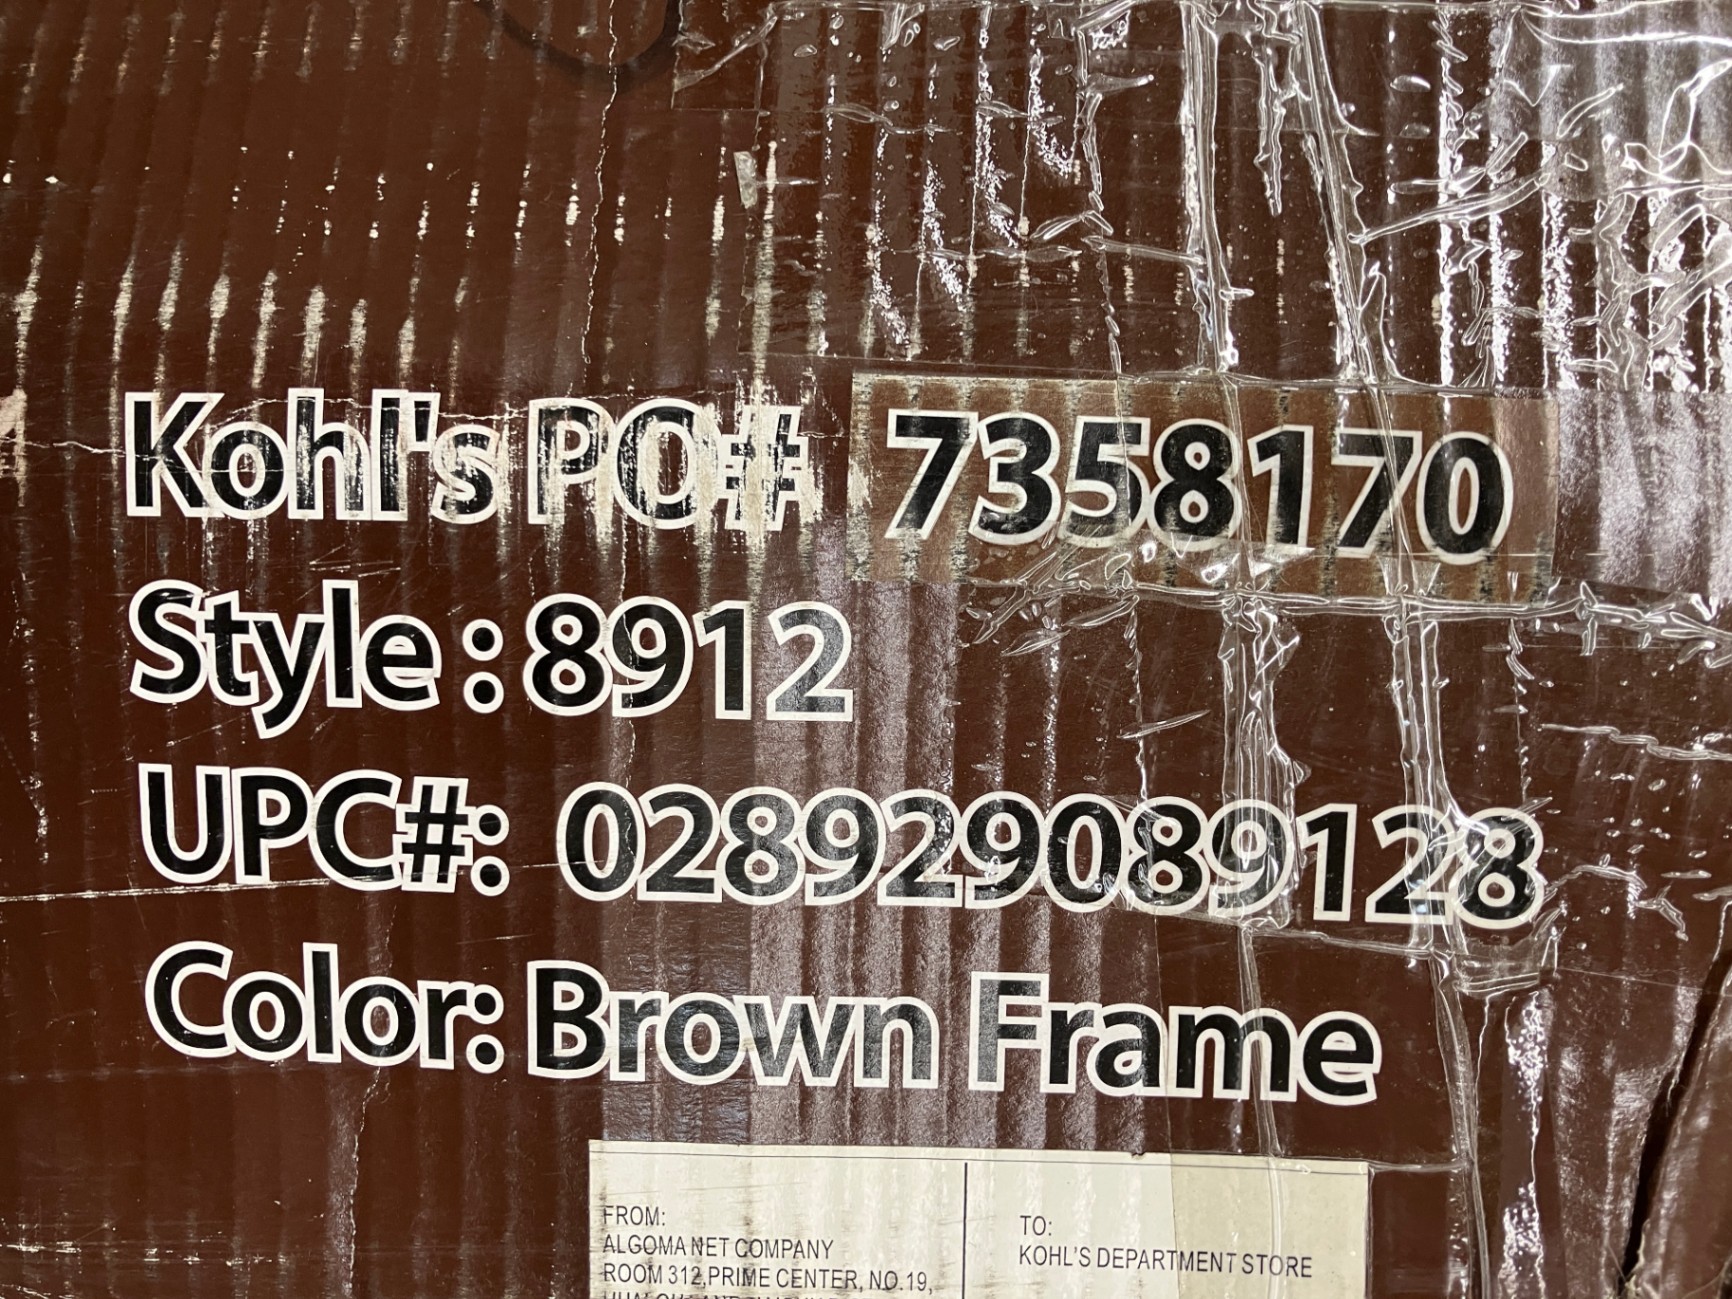 Kohl's PO# 7358170
Style : 8912
UPC#: 028929089128
Color: Brown Frame
FROM:
ALGOMA NET COMPANY
ROOM 312,PRIME CENTER, NO.19,
TO:
KOHL'S DEPARTMENT STORE